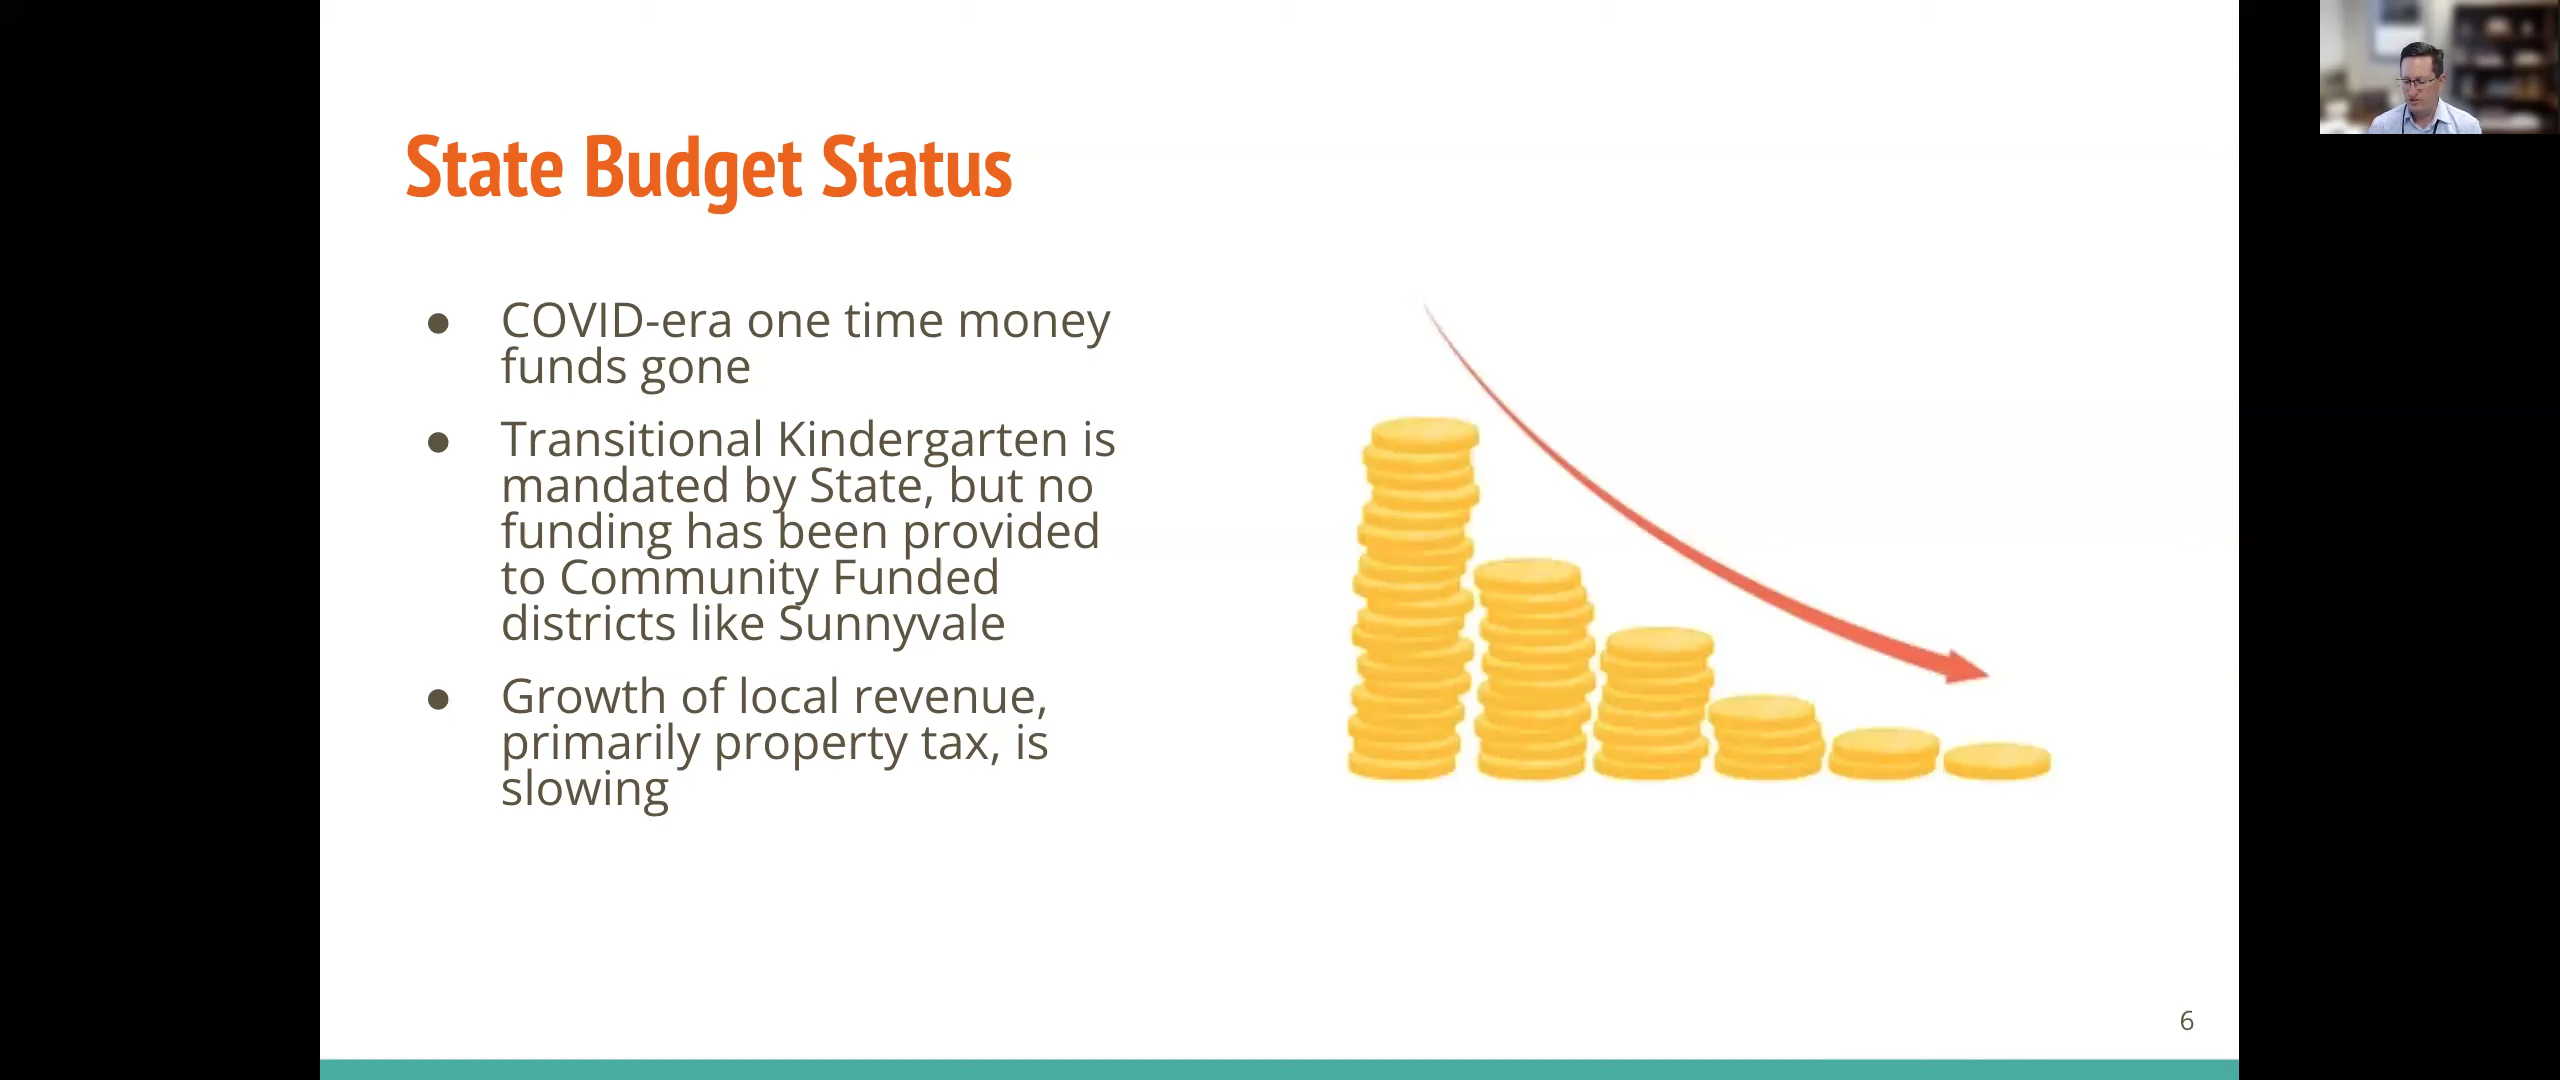 State Budget Status
● COVID-era one time money
funds gone
● Transitional Kindergarten is
mandated by State, but no
funding has been provided
to Community Funded
districts like Sunnyvale
● Growth of local revenue,
primarily property tax, is
slowing
6